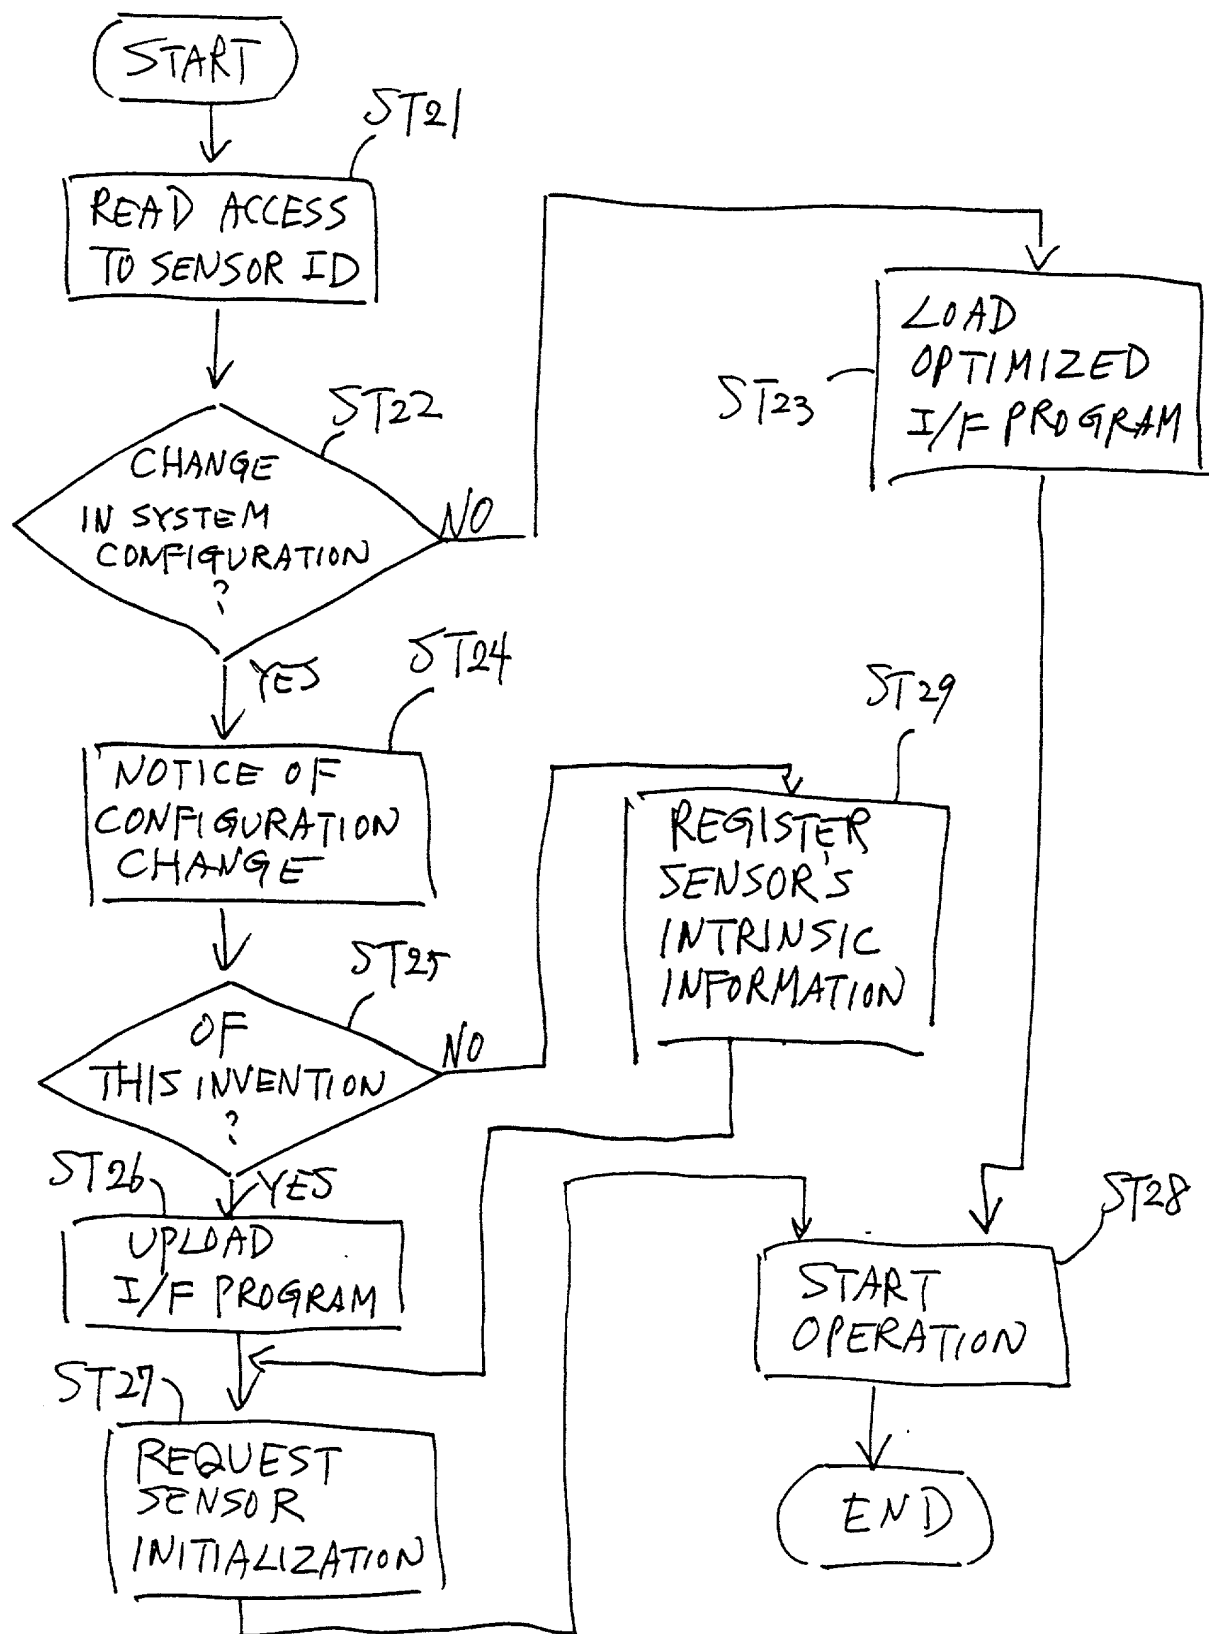 START
ST21
READ ACCESS
TO SENSOR ID
ST22
CHANGE
IN SYSTEM
CONFIGURATION
?
NO
LOAD
OPTIMIZED
I/F PROGRAM
ST23
YES
ST24
NOTICE OF
CONFIGURATION
CHANGE
ST29
REGISTER
SENSOR'S
INTRINSIC
INFORMATION
ST25
OF
THIS INVENTION
?
NO
YES
ST26
UPLOAD
I/F PROGRAM
ST27
REQUEST
SENSOR
INITIALIZATION
ST28
START
OPERATION
END